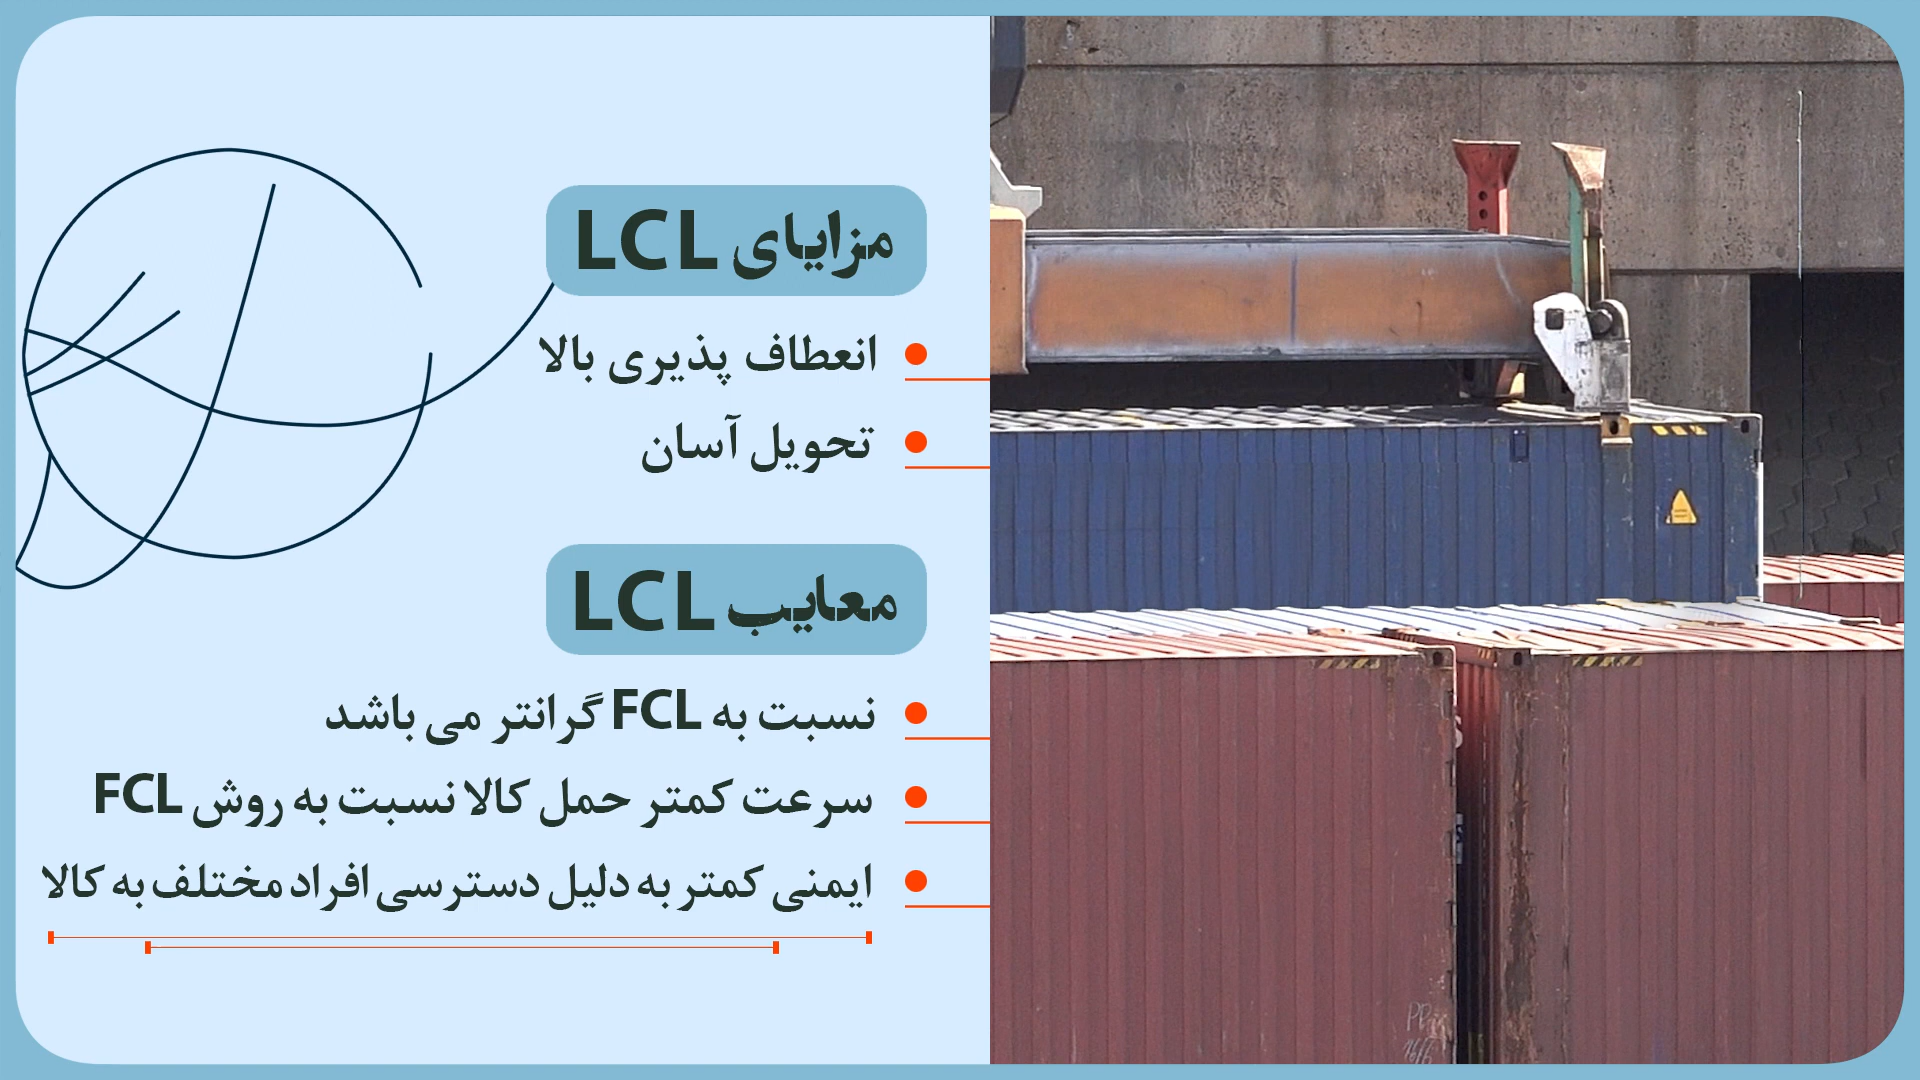 مزایای LCL
انعطاف پذیری بالا
تحویل آسان
معایب LCL
نسبت به FCL گرانتر می باشد
سرعت کمتر حمل کالا نسبت به روش FCL
ایمنی کمتر به دلیل دسترسی افراد مختلف به کالا